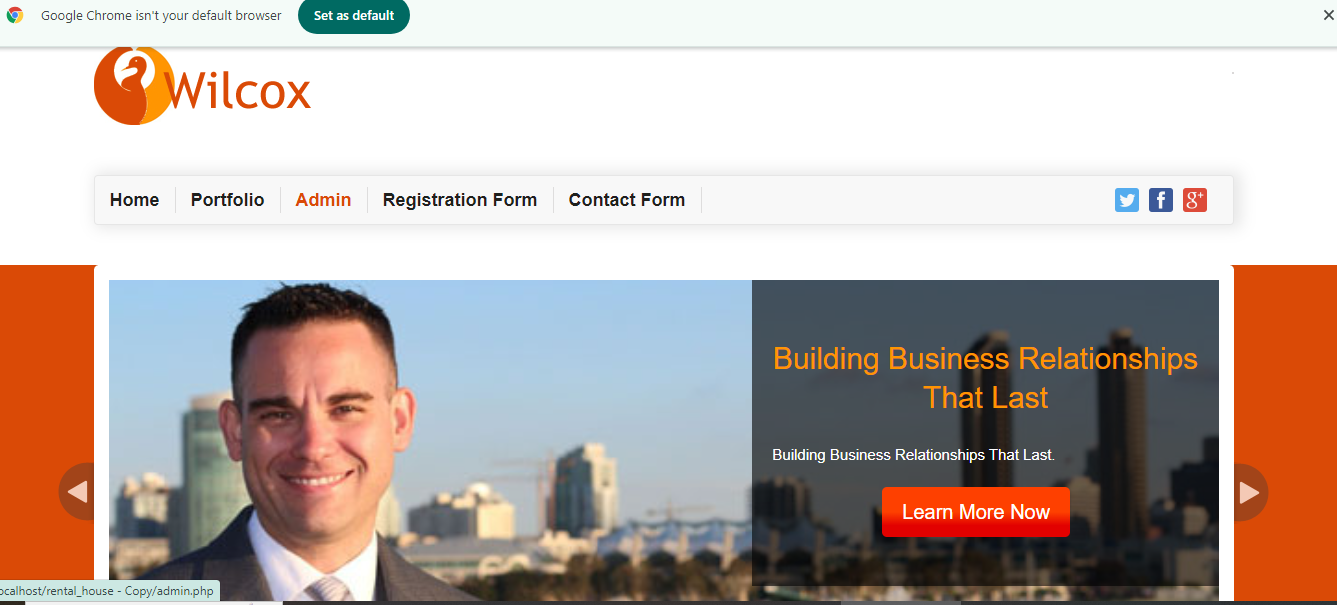 Google Chrome isn't your default browser Set as default
Wilcox
Home Portfolio Admin Registration Form Contact Form
Building Business Relationships
That Last
Building Business Relationships That Last.
Learn More Now
ocalhost/rental_house - Copy/admin.php